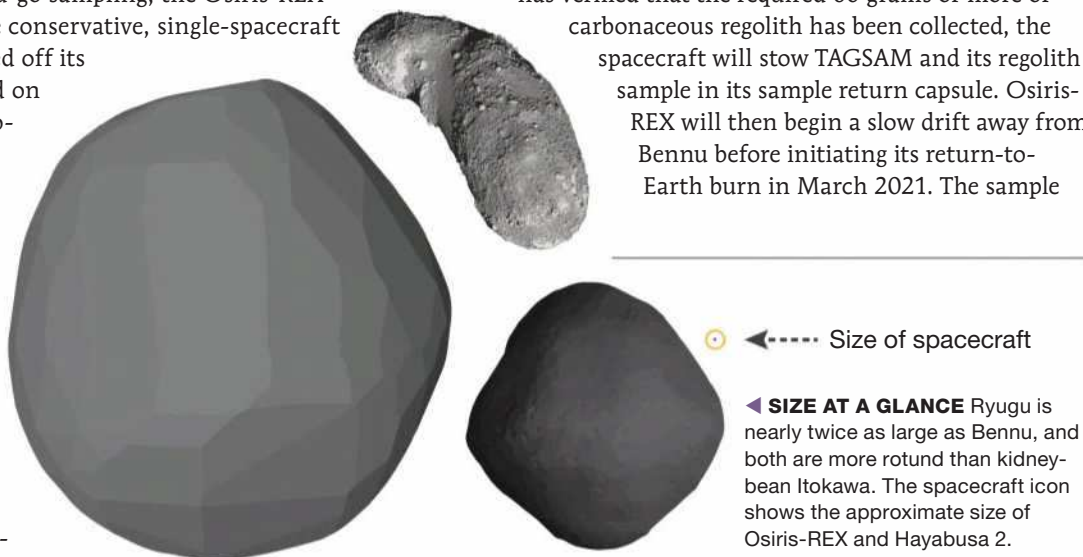 d-go sampling, the Osiris-REX
e conservative, single-spacecraft
ed off its
d on
o-
-
has verified that the required 60 grams or more of
carbonaceous regolith has been collected, the
spacecraft will stow TAGSAM and its regolith
sample in its sample return capsule. Osiris-
REX will then begin a slow drift away from
Bennu before initiating its return-to-
Earth burn in March 2021. The sample
Size of spacecraft
◀ SIZE AT A GLANCE Ryugu is
nearly twice as large as Bennu, and
both are more rotund than kidney-
bean Itokawa. The spacecraft icon
shows the approximate size of
Osiris-REX and Hayabusa 2.